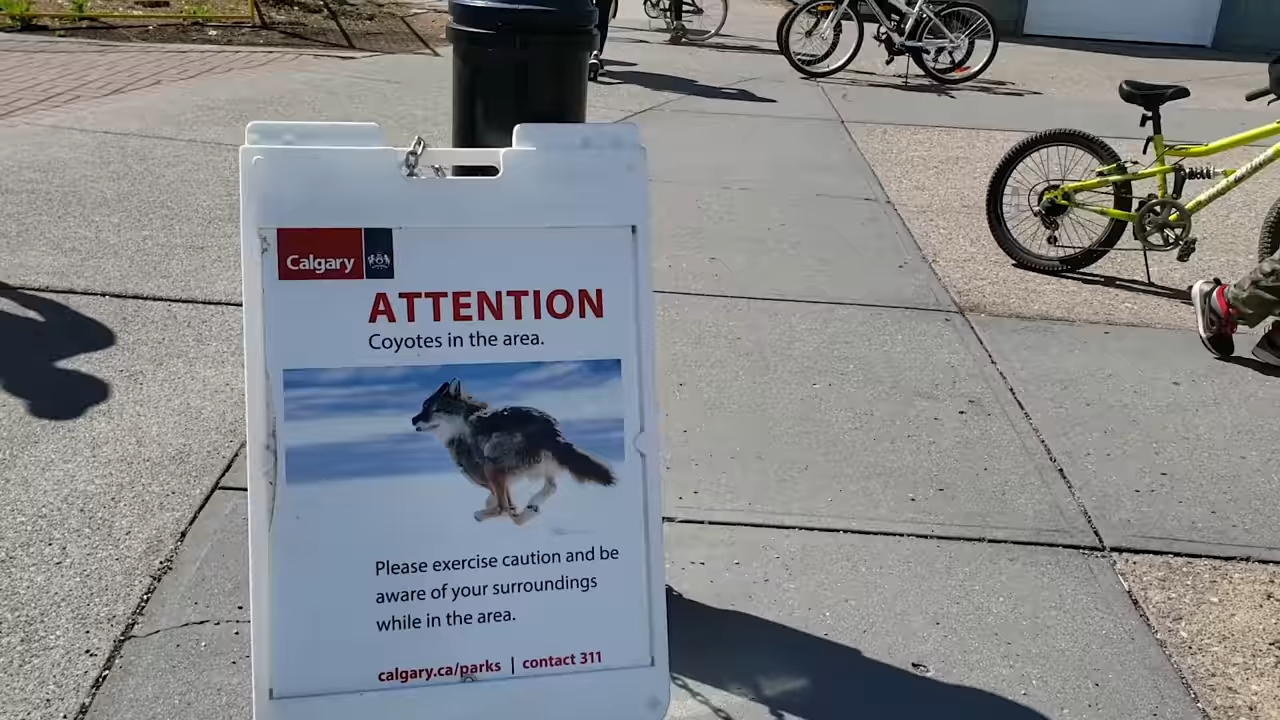 Calgary
ATTENTION
Coyotes in the area.
Please exercise caution and be
aware of your surroundings
while in the area.
calgary.ca/parks | contact 311